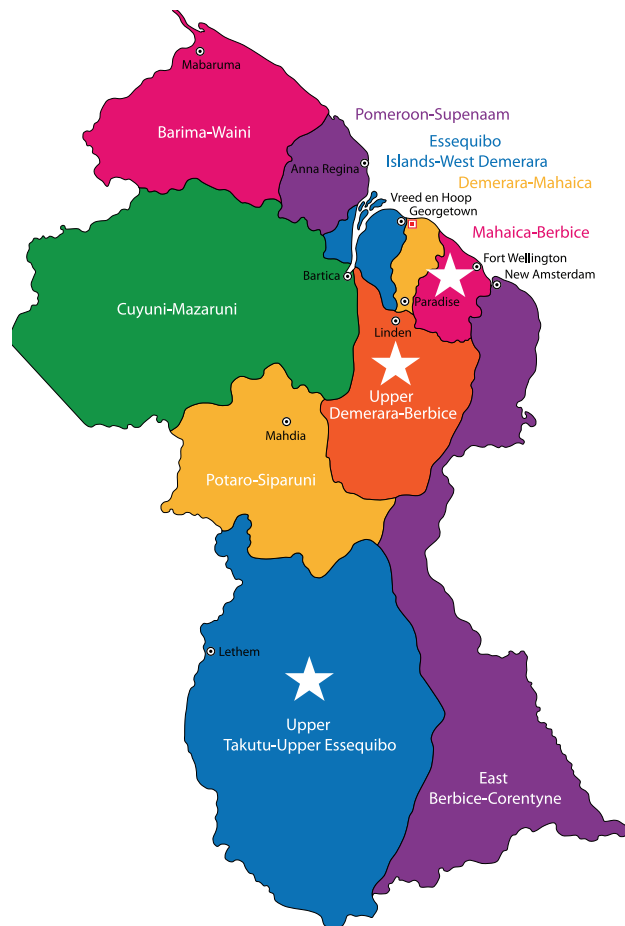 Mabaruma
Barima-Waini
Pomeroon-Supenaam
Essequibo
Islands-West Demerara
Anna Regina
Demerara-Mahaica
Vreed en Hoop
Georgetown
Mahaica-Berbice
Fort Wellington
New Amsterdam
Bartica
Paradise
Cuyuni-Mazaruni
Linden
Upper
Demerara-Berbice
Mahdia
Potaro-Siparuni
Lethem
Upper
Takutu-Upper Essequibo
East
Berbice-Corentyne